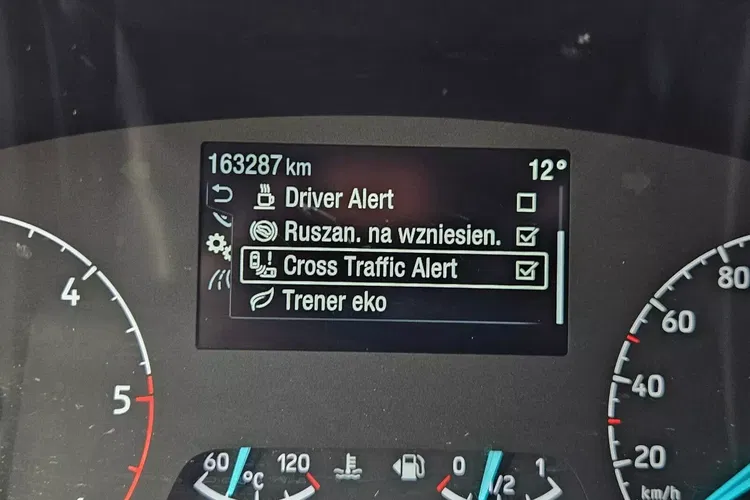 163287 km 12°
Driver Alert
Ruszan. na wzniesien.
Cross Traffic Alert
Trener eko
4
5
80
60
40
20
km/h
60 °C 120
0 1/2 1